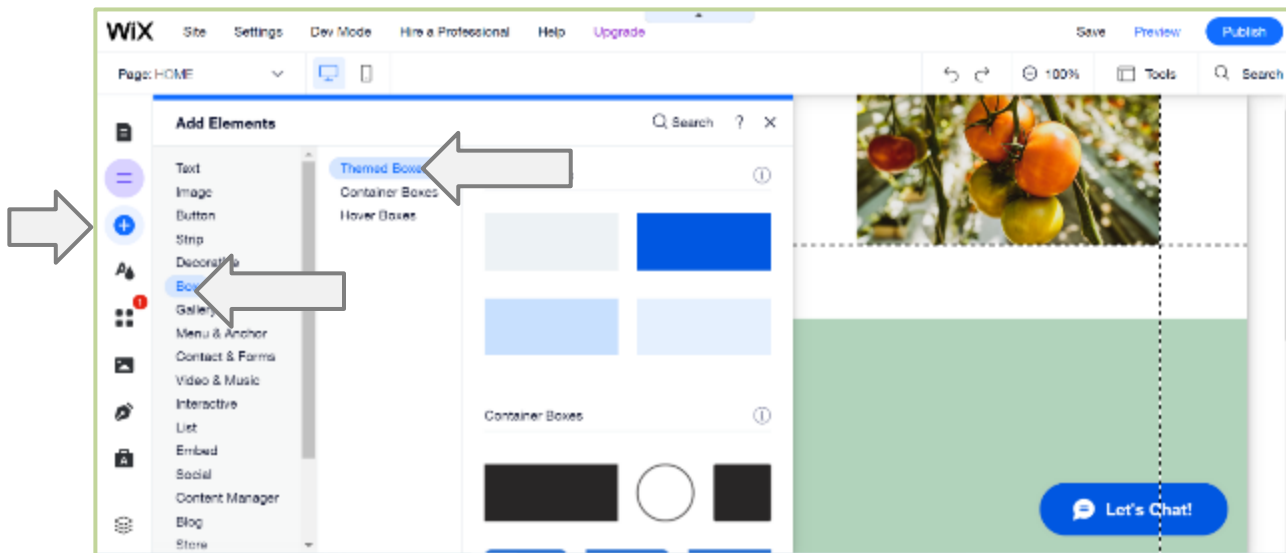 WiX Site Settings Dev Mode Hire a Professional Help Upgrade Save Preview Publish
Page: HOME 100% Tools Search
Add Elements Search ? ×
Text
Image
Button
Strip
Decorative
Gallery
Menu & Anchor
Contact & Forms
Video & Music
Interactive
List
Embed
Social
Content Manager
Blog
Store
Themed
Container Boxes
Hover Boxes
Container Boxes
1
A
Let's Chat!